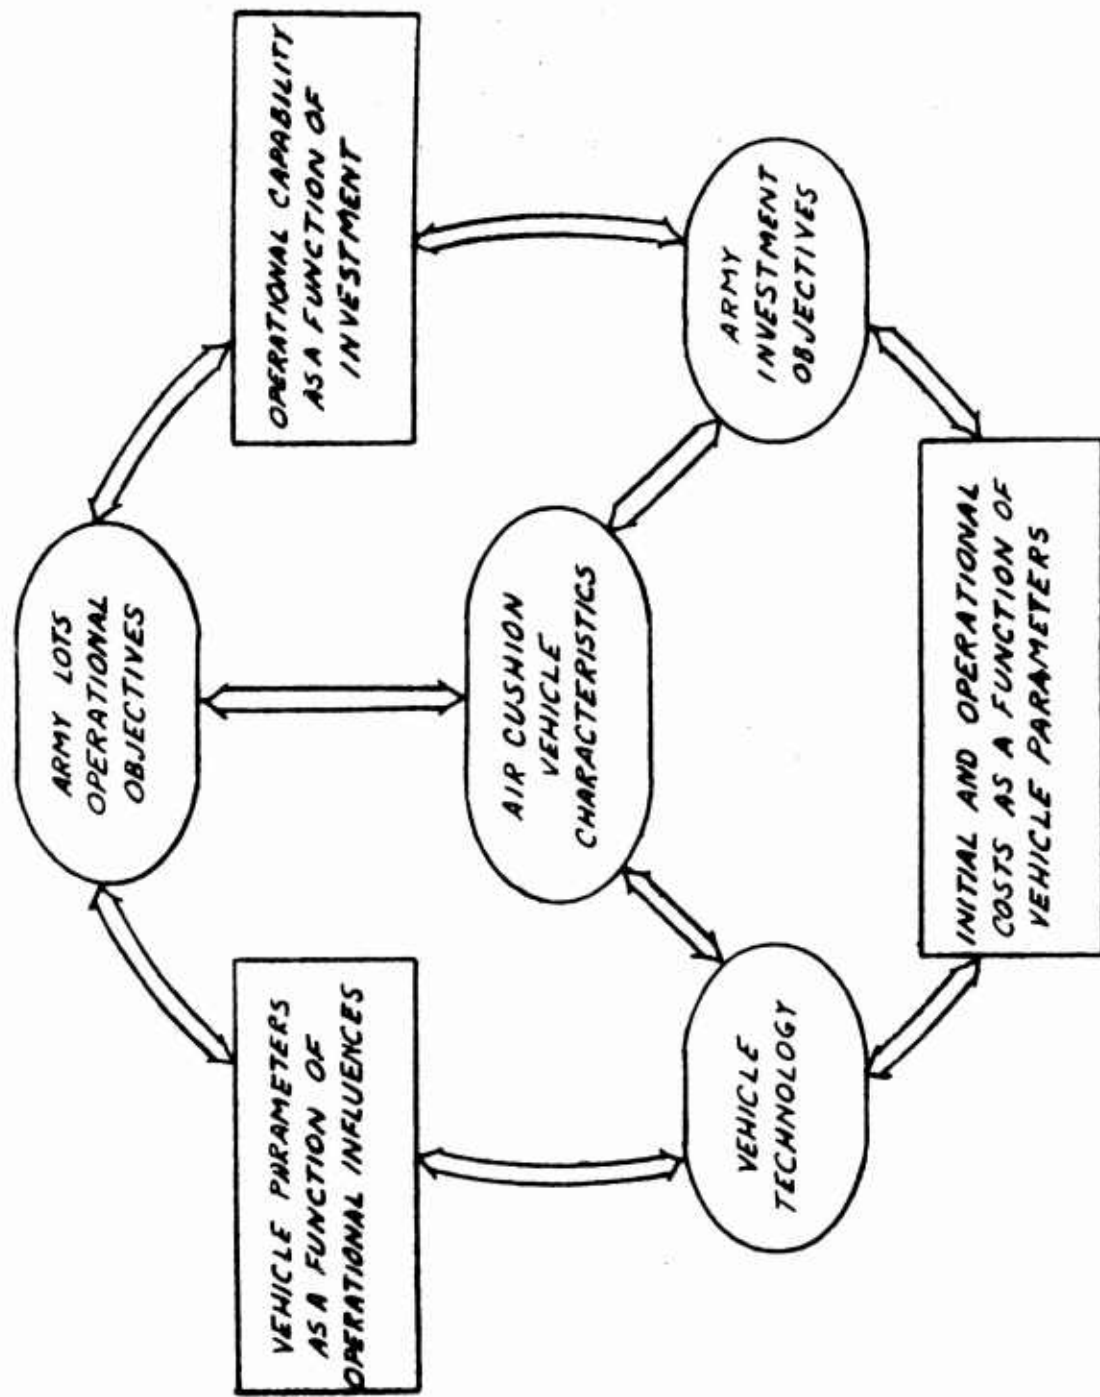 ARMY LOTS
OPERATIONAL
OBJECTIVES
VEHICLE PARAMETERS
AS A FUNCTION OF
OPERATIONAL INFLUENCES
OPERATIONAL CAPABILITY
AS A FUNCTION OF
INVESTMENT
AIR CUSHION
VEHICLE
CHARACTERISTICS
VEHICLE
TECHNOLOGY
ARMY
INVESTMENT
OBJECTIVES
INITIAL AND OPERATIONAL
COSTS AS A FUNCTION OF
VEHICLE PARAMETERS